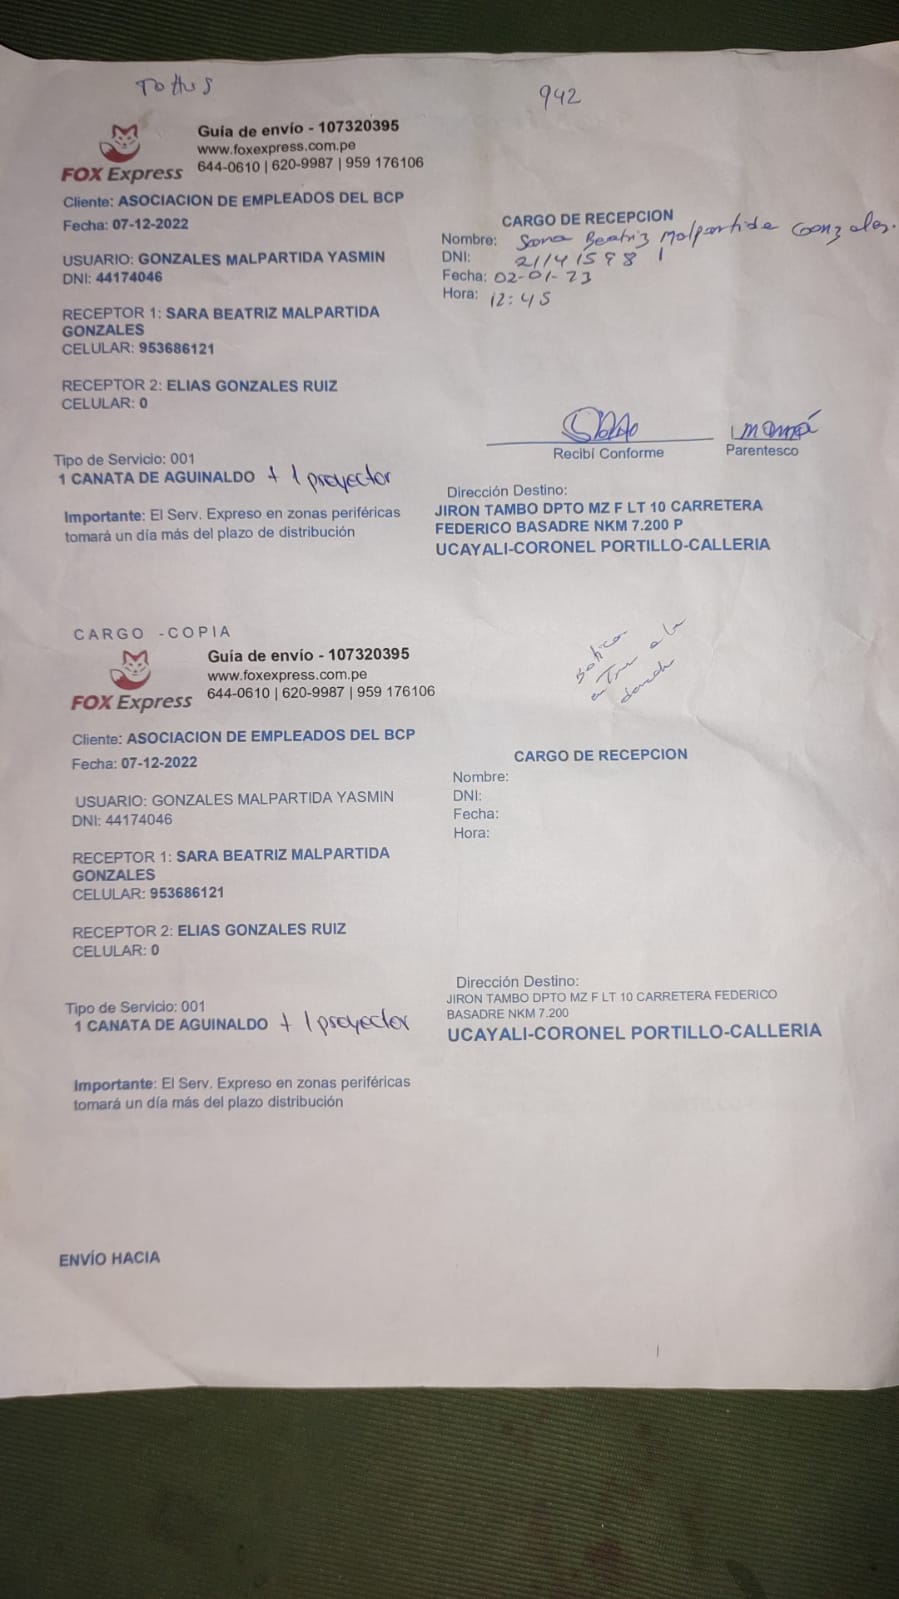 Tottus
942
Guía de envío - 107320395
www.foxexpress.com.pe
644-0610 | 620-9987 | 959 176106
FOX Express
Cliente: ASOCIACION DE EMPLEADOS DEL BCP
Fecha: 07-12-2022
USUARIO: GONZALES MALPARTIDA YASMIN
DNI: 44174046
RECEPTOR 1: SARA BEATRIZ MALPARTIDA
GONZALES
CELULAR: 953686121
RECEPTOR 2: ELIAS GONZALES RUIZ
CELULAR: 0
CARGO DE RECEPCION
Nombre: Sara Beatriz Malpartida Gonzales.
DNI: 21141598
Fecha: 02-01-23
Hora: 12:45
mamá
Recibí Conforme
Parentesco
Tipo de Servicio: 001
1 CANATA DE AGUINALDO + 1 proyector
Importante: El Serv. Expreso en zonas periféricas
tomará un día más del plazo de distribución
Dirección Destino:
JIRON TAMBO DPTO MZ F LT 10 CARRETERA
FEDERICO BASADRE NKM 7.200 P
UCAYALI-CORONEL PORTILLO-CALLERIA
CARGO -COPIA
Guía de envío - 107320395
www.foxexpress.com.pe
644-0610 | 620-9987 | 959 176106
FOX Express
Cliente: ASOCIACION DE EMPLEADOS DEL BCP
Fecha: 07-12-2022
USUARIO: GONZALES MALPARTIDA YASMIN
DNI: 44174046
RECEPTOR 1: SARA BEATRIZ MALPARTIDA
GONZALES
CELULAR: 953686121
RECEPTOR 2: ELIAS GONZALES RUIZ
CELULAR: 0
Botica
a la
CARGO DE RECEPCION
Nombre:
DNI:
Fecha:
Hora:
Tipo de Servicio: 001
1 CANATA DE AGUINALDO + 1 proyector
Importante: El Serv. Expreso en zonas periféricas
tomará un día más del plazo distribución
Dirección Destino:
JIRON TAMBO DPTO MZ F LT 10 CARRETERA FEDERICO
BASADRE NKM 7.200
UCAYALI-CORONEL PORTILLO-CALLERIA
ENVÍO HACIA